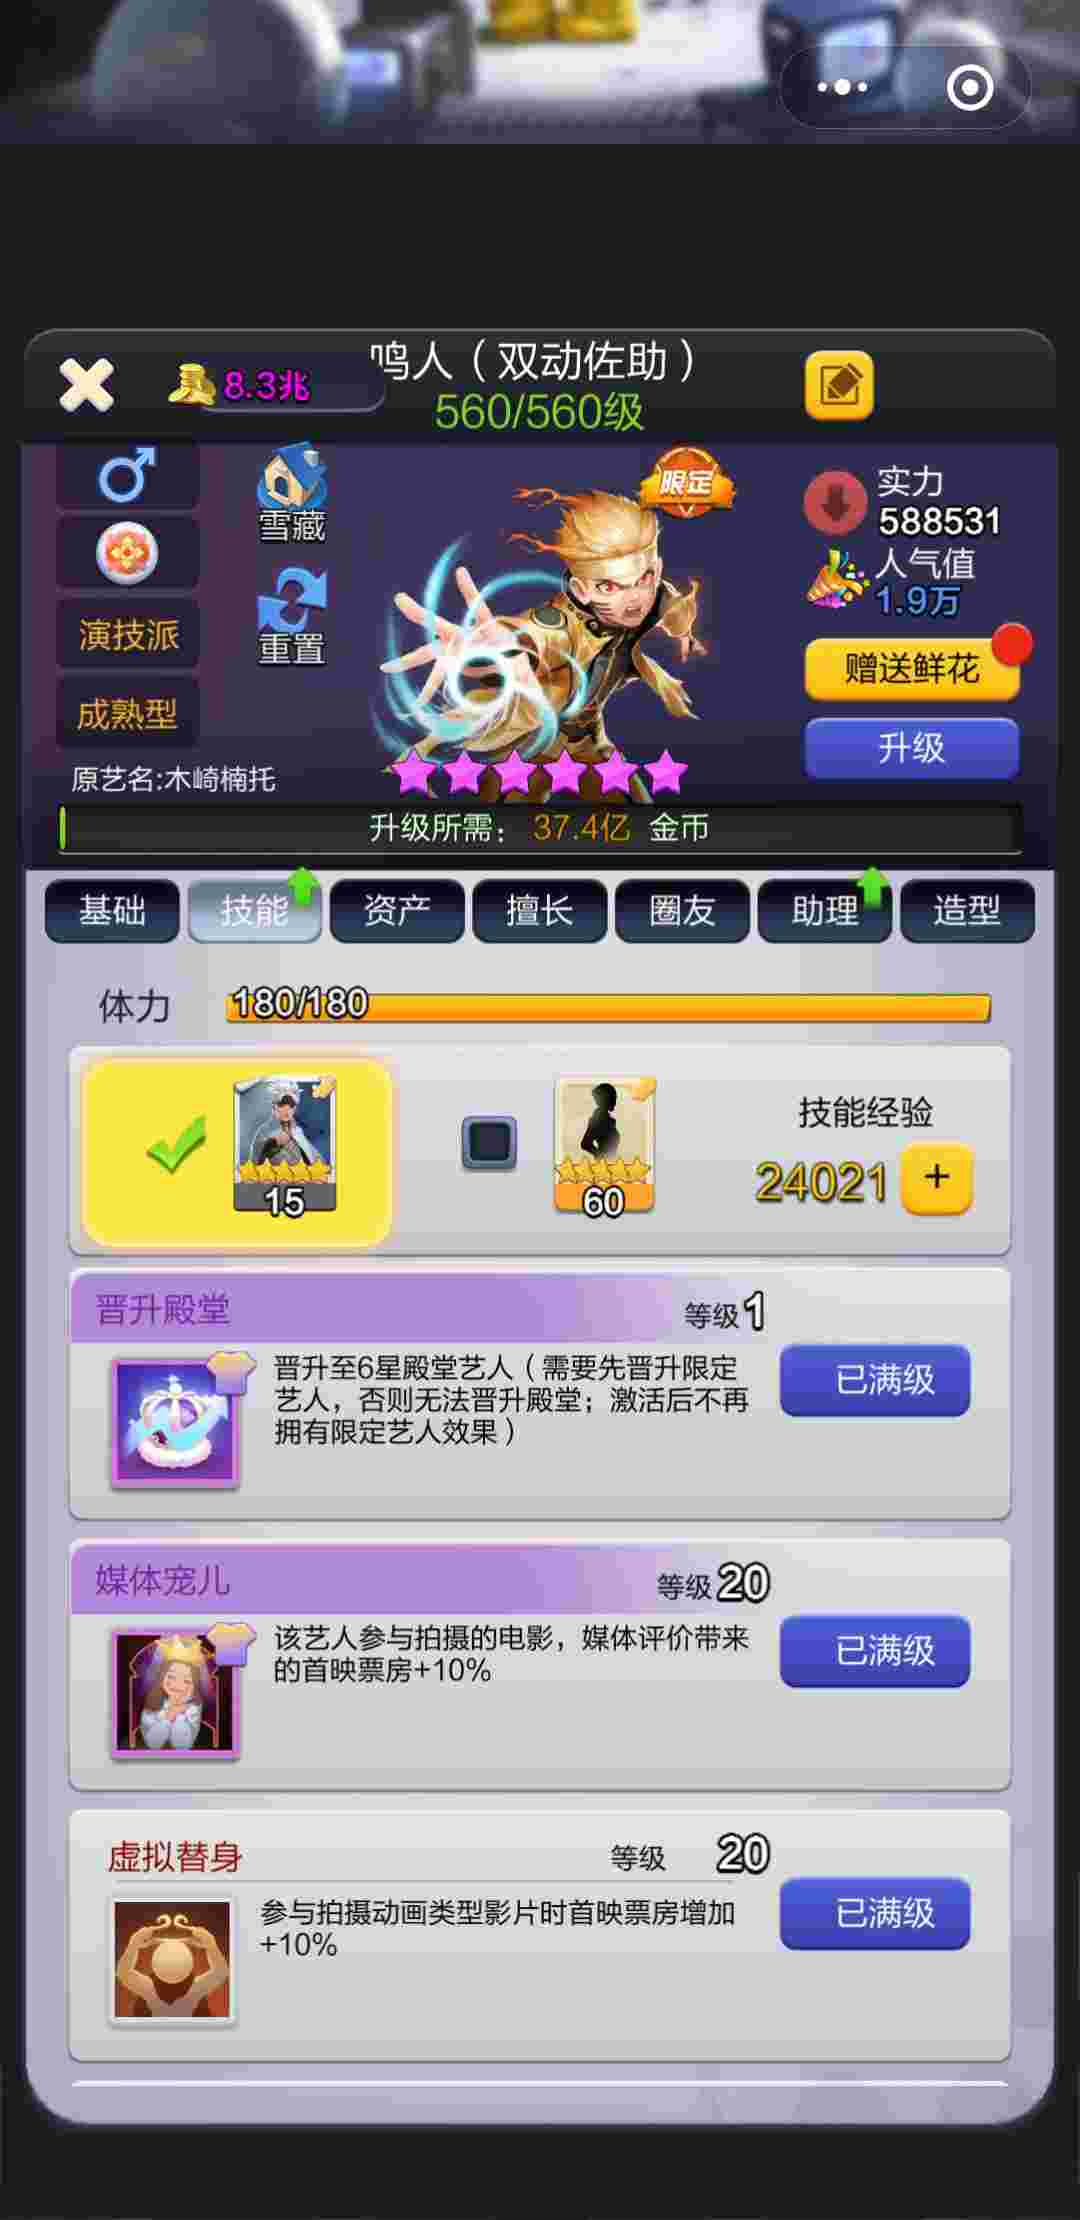 8.3兆
鸣人（双动佐助）
560/560级
限定
雪藏
重置
演技派
成熟型
原艺名:木崎楠托
实力
588531
人气值
1.9万
赠送鲜花
升级
升级所需： 37.4亿 金币
基础 技能 资产 擅长 圈友 助理 造型
体力 180/180
15
60
技能经验
24021 +
晋升殿堂 等级1
晋升至6星殿堂艺人（需要先晋升限定
艺人，否则无法晋升殿堂；激活后不再
拥有限定艺人效果）
已满级
媒体宠儿 等级20
该艺人参与拍摄的电影，媒体评价带来
的首映票房+10%
已满级
虚拟替身 等级 20
参与拍摄动画类型影片时首映票房增加
+10%
已满级